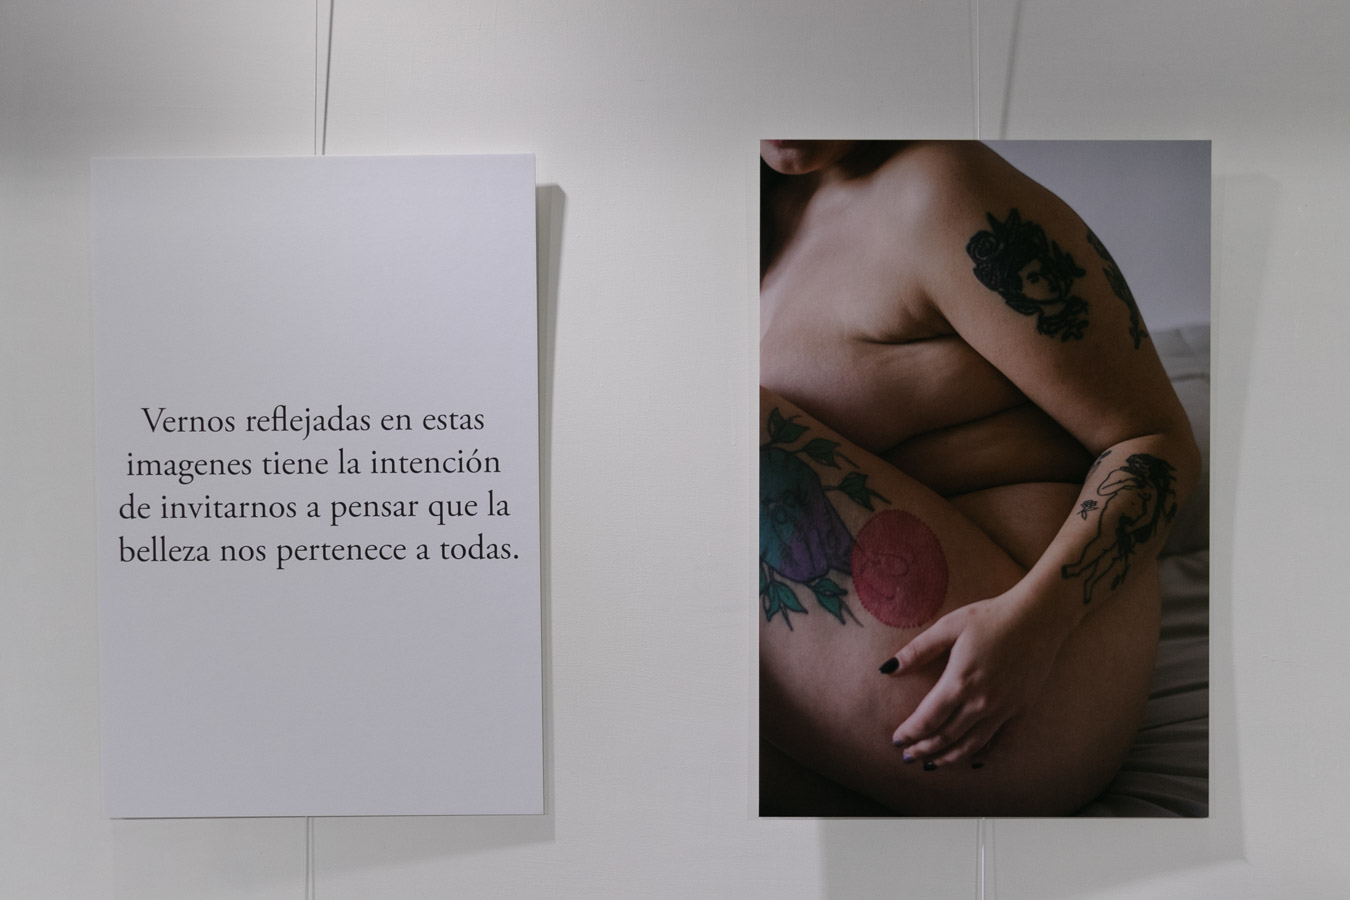 Vernos reflejadas en estas
imagenes tiene la intención
de invitarnos a pensar que la
belleza nos pertenece a todas.